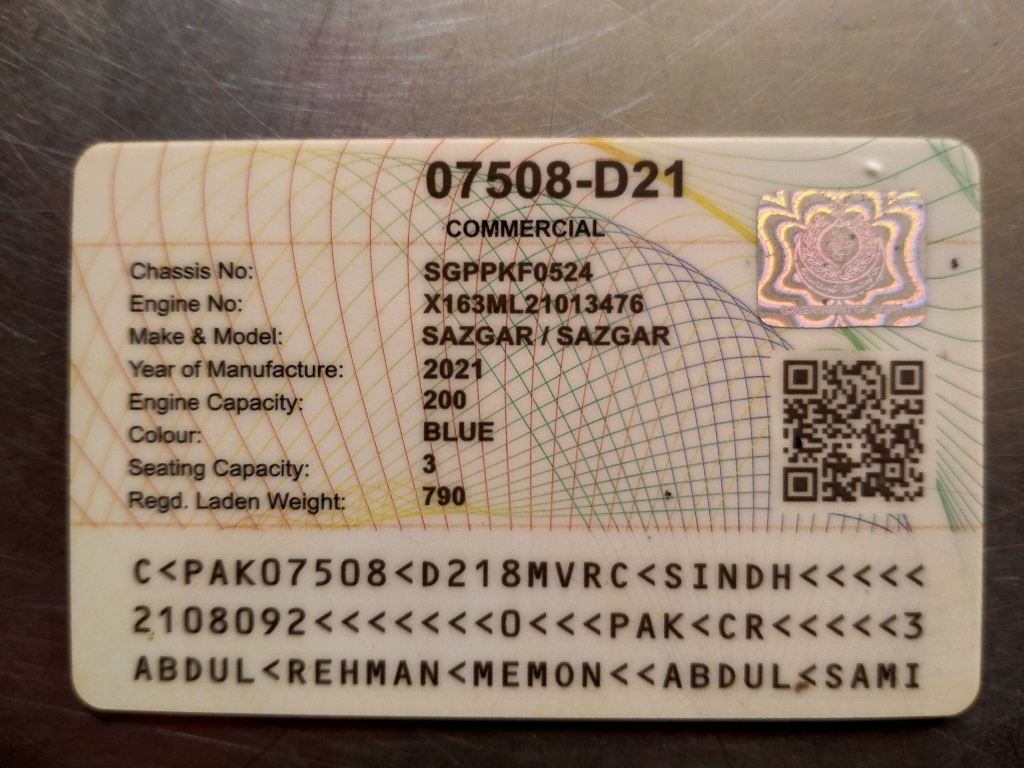 07508-D21
COMMERCIAL
Chassis No: SGPPKF0524
Engine No: X163ML21013476
Make & Model: SAZGAR / SAZGAR
Year of Manufacture: 2021
Engine Capacity: 200
Colour: BLUE
Seating Capacity: 3
Regd. Laden Weight: 790
C<PAK07508<D218MVRC<SINDH<<<<<
2108092<<<<<<<O<<<PAK<CR<<<<<3
ABDUL<REHMAN<MEMON<<ABDUL<SAMI